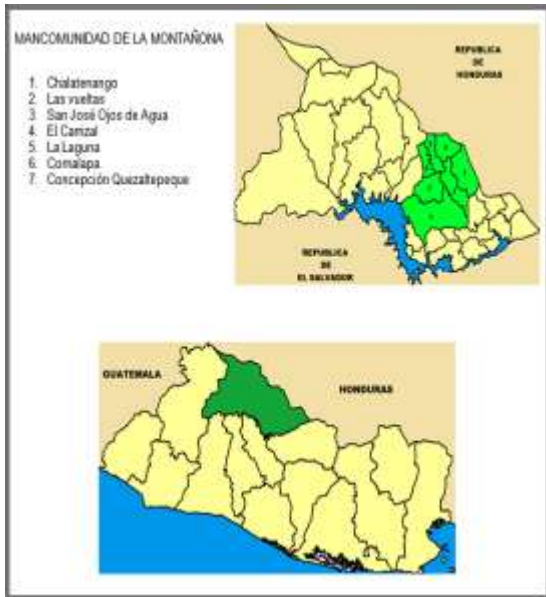 MANCOMUNIDAD DE LA MONTAÑONA
1. Chalatenango
2. Las vueltas
3. San José Ojos de Agua
4. El Carrizal
5. La Laguna
6. Comalapa
7. Concepción Quezaltepeque
REPUBLICA
DE
HONDURAS
REPUBLICA
DE
EL SALVADOR
GUATEMALA
HONDURAS